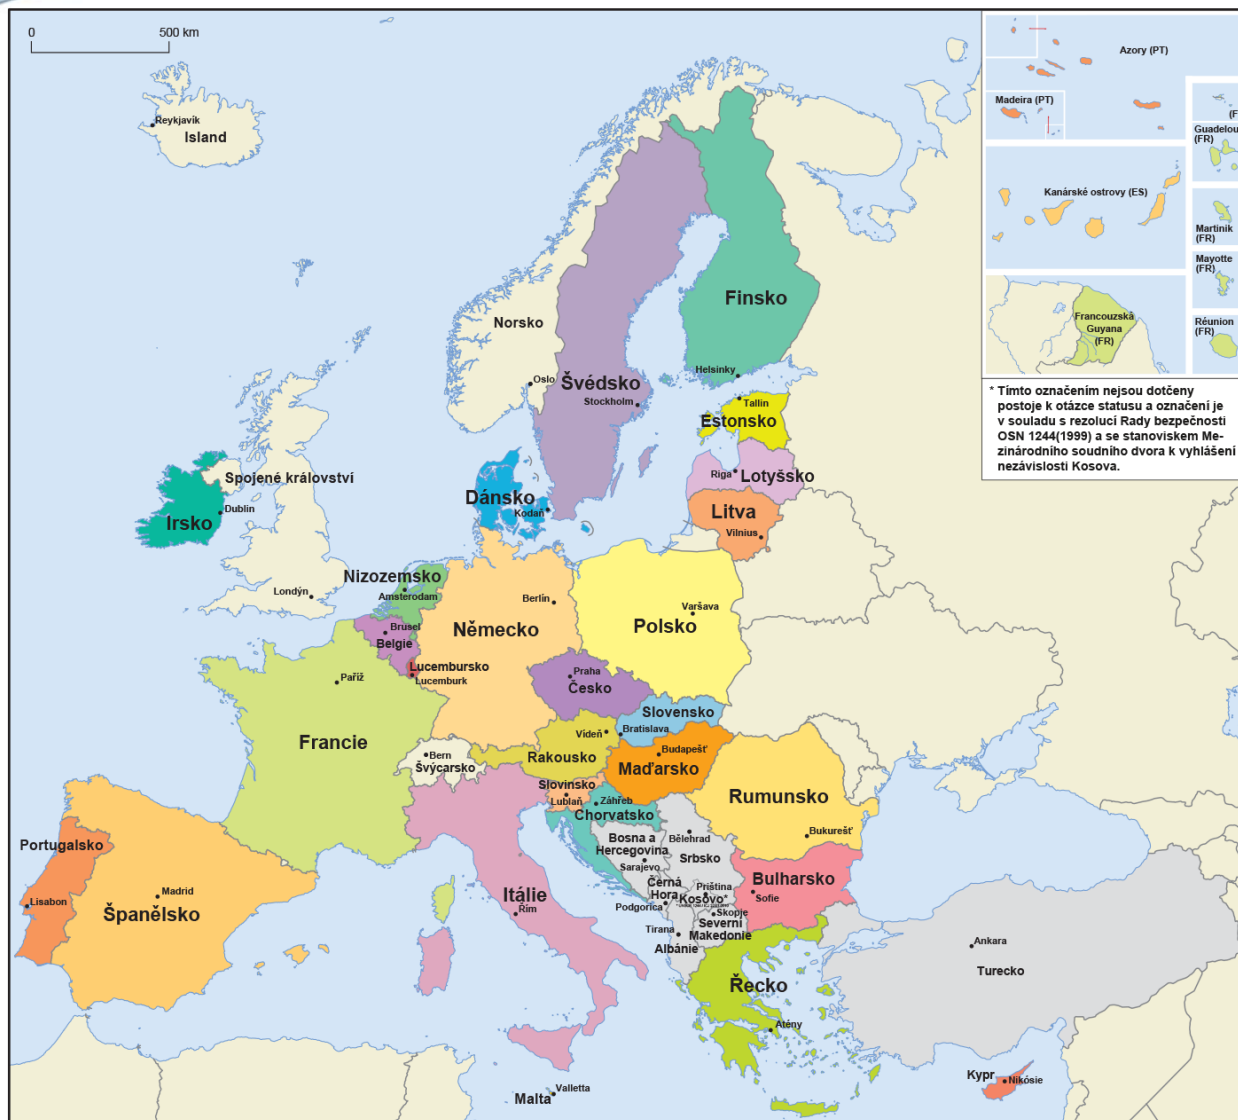 0
500 km
Azory (PT)
Madeira (PT)
Guadelou
(FR)
Kanárské ostrovy (ES)
Martinik
(FR)
Mayotte
(FR)
Francouzská
Guyana
(FR)
Réunion
(FR)
* Tímto označením nejsou dotčeny
postoje k otázce statusu a označení je
v souladu s rezolucí Rady bezpečnosti
OSN 1244(1999) a se stanoviskem Me-
zinárodního soudního dvora k vyhlášení
nezávislosti Kosova.
Reykjavík
Island
Finsko
Norsko
Helsinky
Oslo
Švédsko
Stockholm
Tallin
Estonsko
Spojené království
Riga
Lotyšsko
Dánsko
Kodaň
Dublin
Irsko
Litva
Vilnius
Nizozemsko
Amsterodam
Londýn
Berlín
Varšava
Brusel
Belgie
Německo
Polsko
Lucembursko
Lucemburk
Paříž
Praha
Česko
Slovensko
Bratislava
Vídeň
Francie
Bern
Švýcarsko
Rakousko
Budapešť
Maďarsko
Slovinsko
Lublaň
Záhřeb
Chorvatsko
Rumunsko
Bukurešť
Bělehrad
Bosna a
Hercegovina
Sarajevo
Srbsko
Portugalsko
Lisabon
Madrid
Španělsko
Itálie
Řím
Černá
Hora
Podgorica
Priština
Kosovo*
Bulharsko
Sofie
Skopje
Severní
Makedonie
Tirana
Albánie
Řecko
Atény
Ankara
Turecko
Valletta
Malta
Kypr
Nikósie